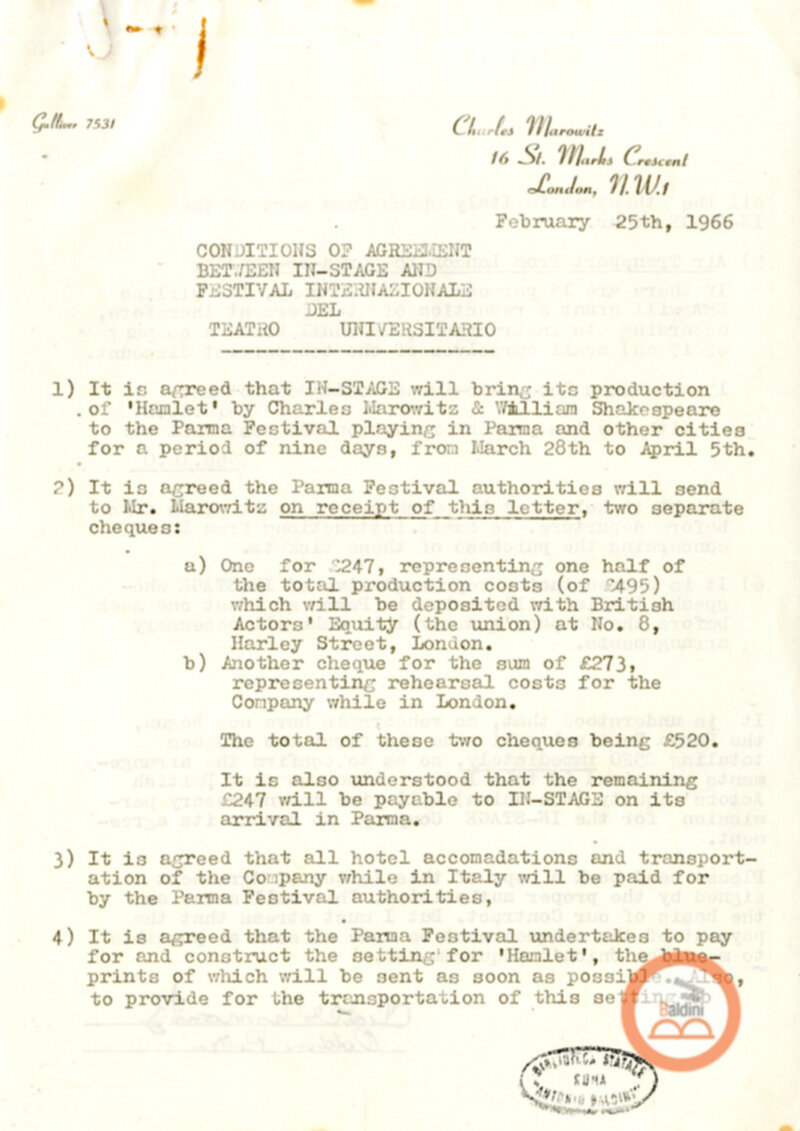 Gulliver 7531
Charles Marowitz
16 St. Marks Crescent
London, N.W.1
February 25th, 1966
CONDITIONS OF AGREEMENT
BETWEEN IN-STAGE AND
FESTIVAL INTERNAZIONALE
DEL
TEATRO UNIVERSITARIO
1) It is agreed that IN-STAGE will bring its production
of 'Hamlet' by Charles Marowitz & William Shakespeare
to the Parma Festival playing in Parma and other cities
for a period of nine days, from March 28th to April 5th.
2) It is agreed the Parma Festival authorities will send
to Mr. Marowitz on receipt of this letter, two separate
cheques:
a) One for £247, representing one half of
the total production costs (of £495)
which will be deposited with British
Actors' Equity (the union) at No. 8,
Harley Street, London.
b) Another cheque for the sum of £273,
representing rehearsal costs for the
Company while in London.
The total of these two cheques being £520.
It is also understood that the remaining
£247 will be payable to IN-STAGE on its
arrival in Parma.
3) It is agreed that all hotel accomadations and transport-
ation of the Company while in Italy will be paid for
by the Parma Festival authorities,
4) It is agreed that the Parma Festival undertakes to pay
for and construct the setting for 'Hamlet', the blue-
prints of which will be sent as soon as possible. Also,
to provide for the transportation of this setting
Baldini
BIBLIOTECA STATALE
ROMA
ANTONIO BALDINI